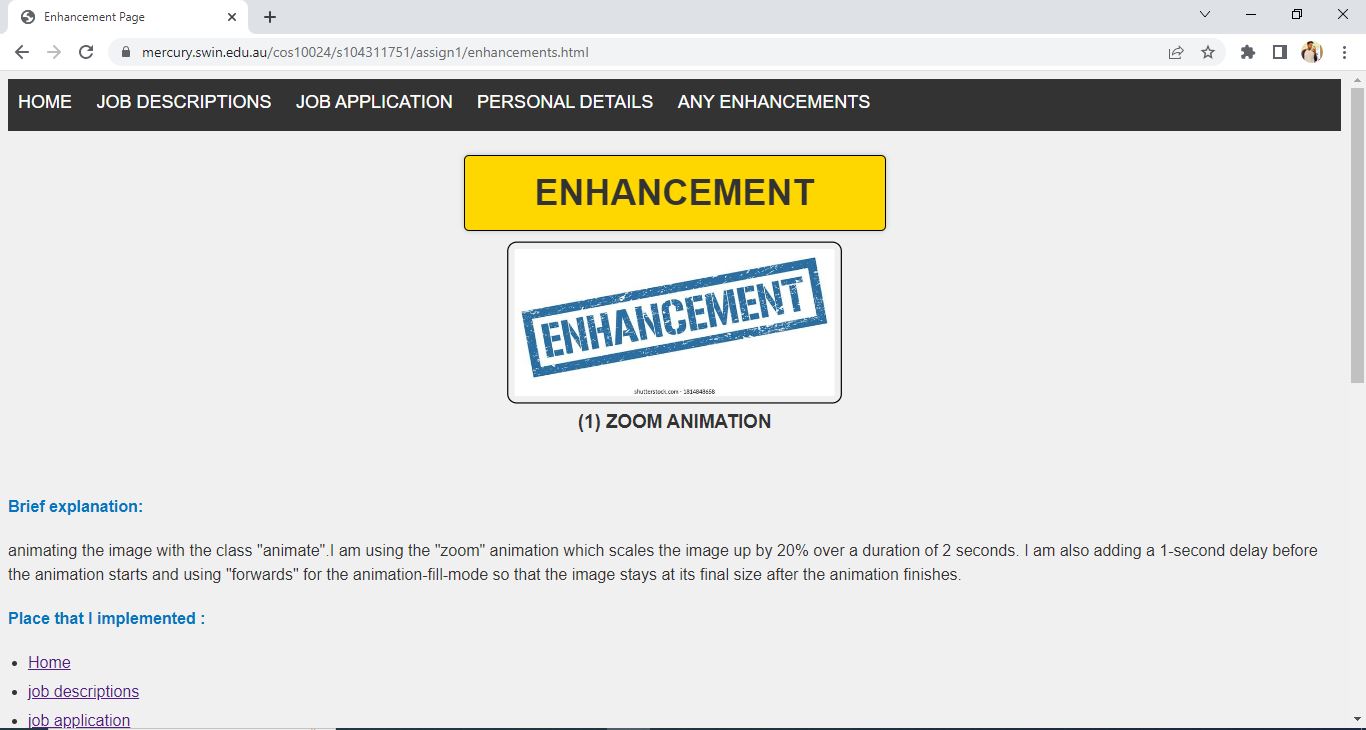 Enhancement Page
mercury.swin.edu.au/cos10024/s104311751/assign1/enhancements.html
HOME JOB DESCRIPTIONS JOB APPLICATION PERSONAL DETAILS ANY ENHANCEMENTS
ENHANCEMENT
ENHANCEMENT
shutterstock.com · 1814848658
(1) ZOOM ANIMATION
Brief explanation:
animating the image with the class "animate".I am using the "zoom" animation which scales the image up by 20% over a duration of 2 seconds. I am also adding a 1-second delay before
the animation starts and using "forwards" for the animation-fill-mode so that the image stays at its final size after the animation finishes.
Place that I implemented :
Home
job descriptions
job application